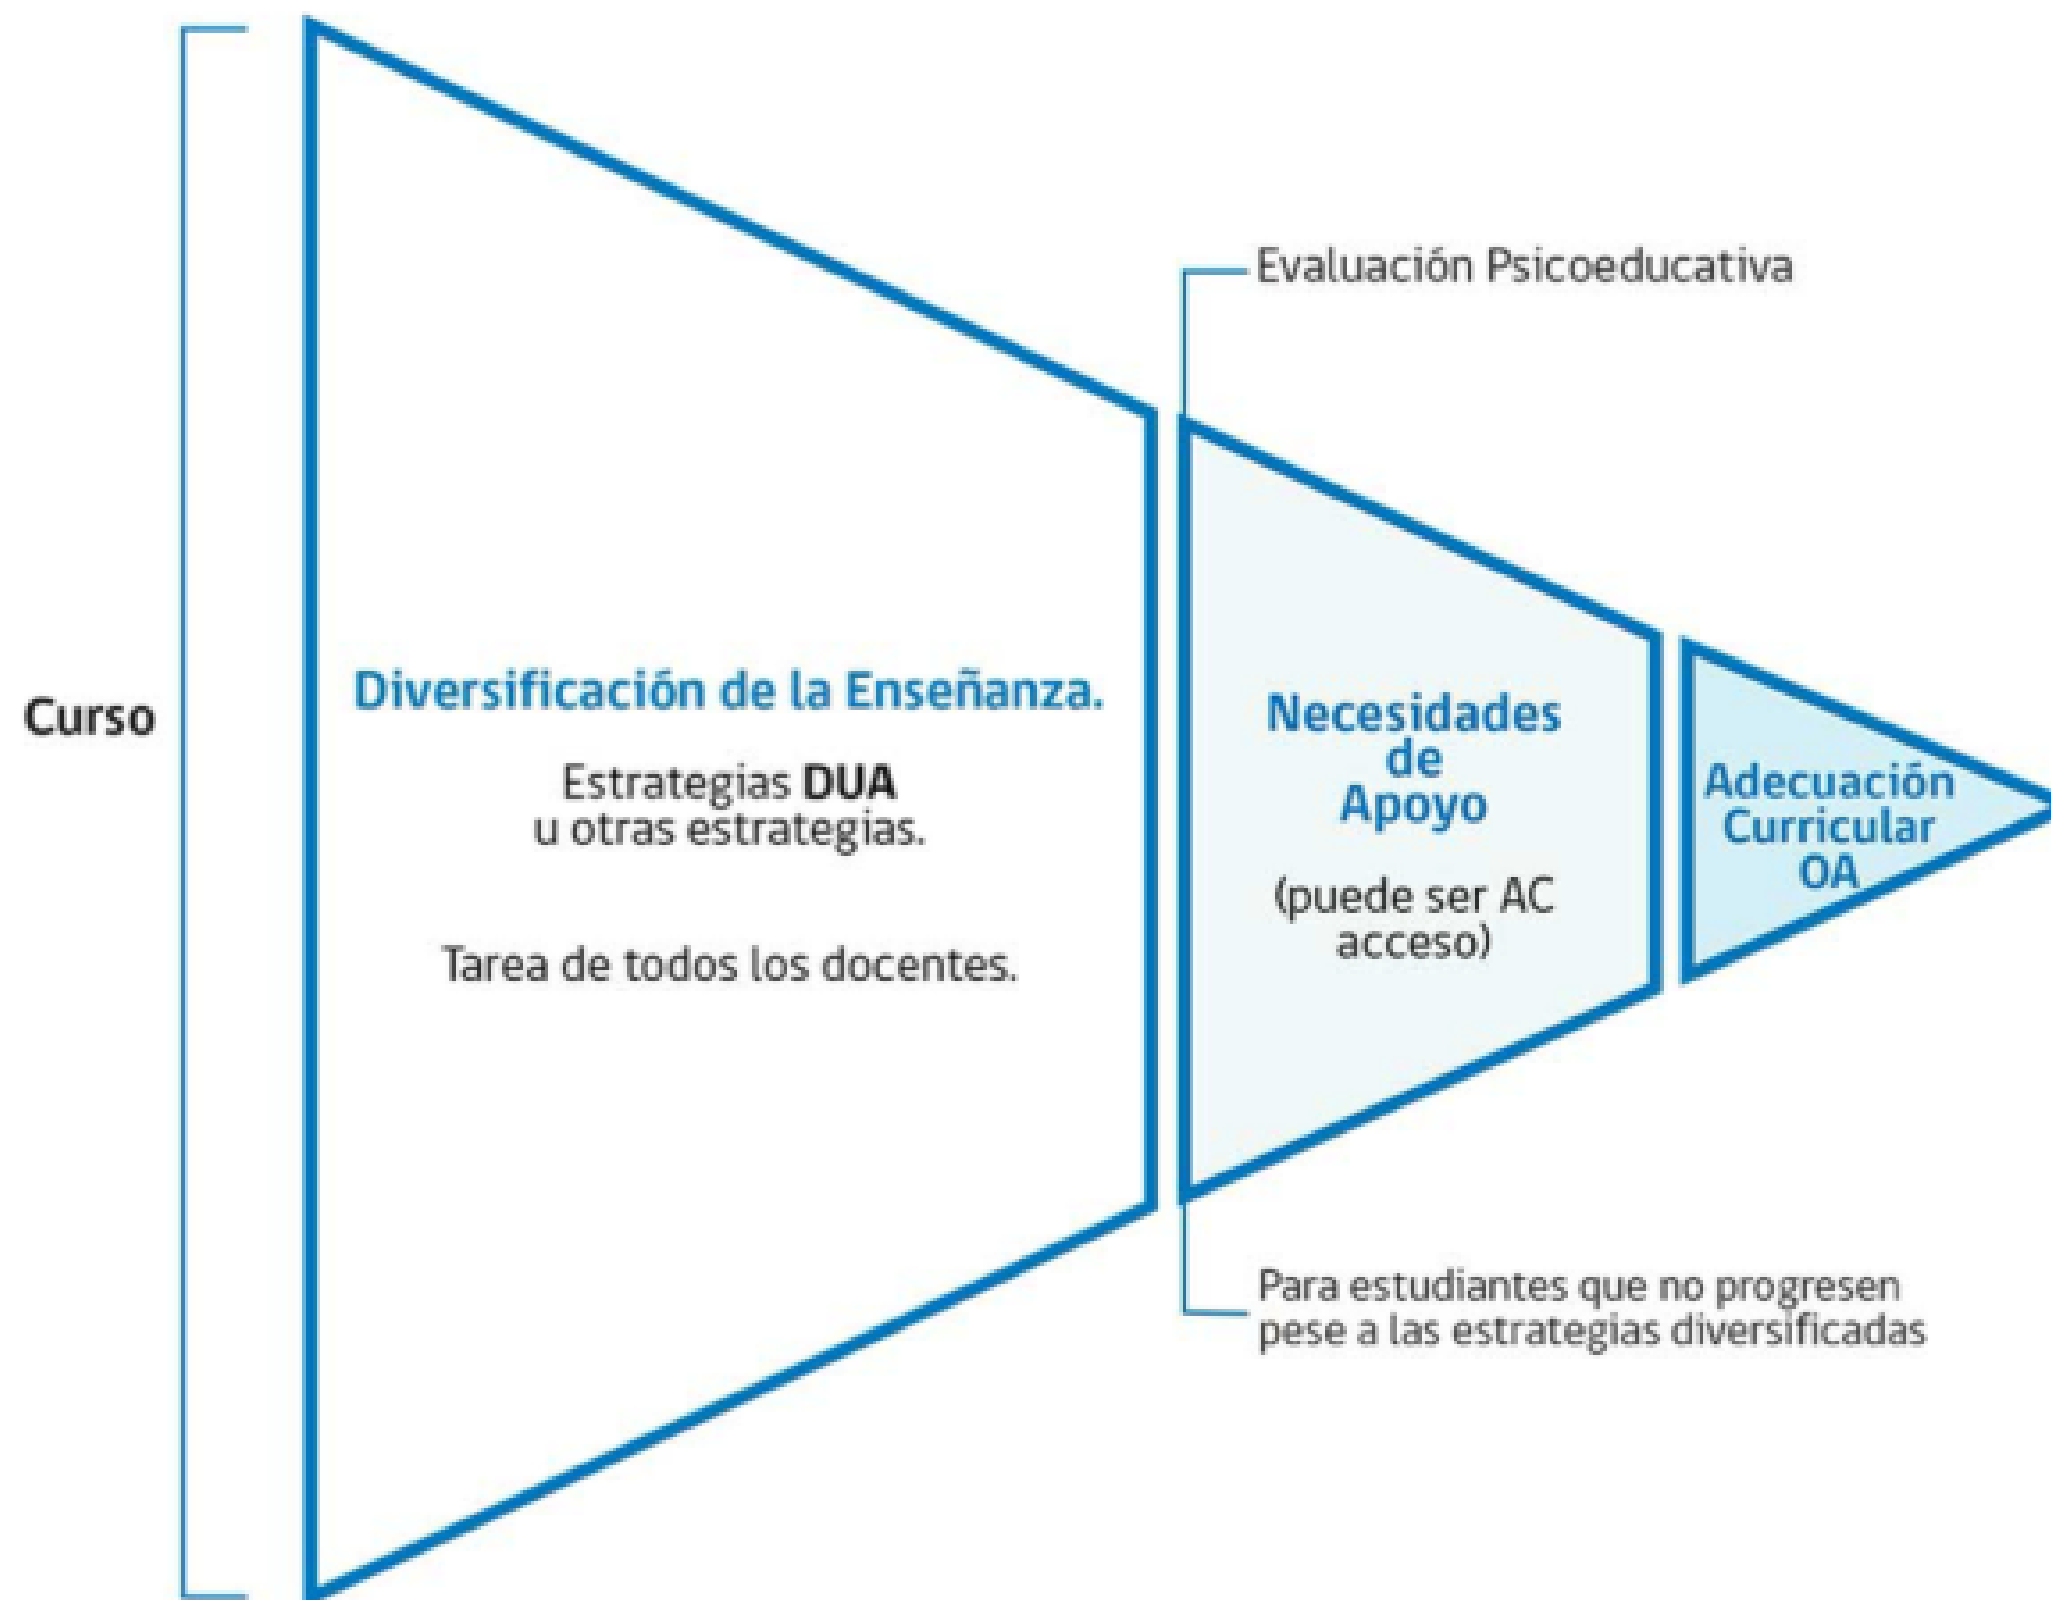 Curso
Diversificación de la Enseñanza.
Estrategias DUA
u otras estrategias.
Tarea de todos los docentes.
Evaluación Psicoeducativa
Necesidades
de
Apoyo
(puede ser AC
acceso)
Para estudiantes que no progresen
pese a las estrategias diversificadas
Adecuación
Curricular
OA